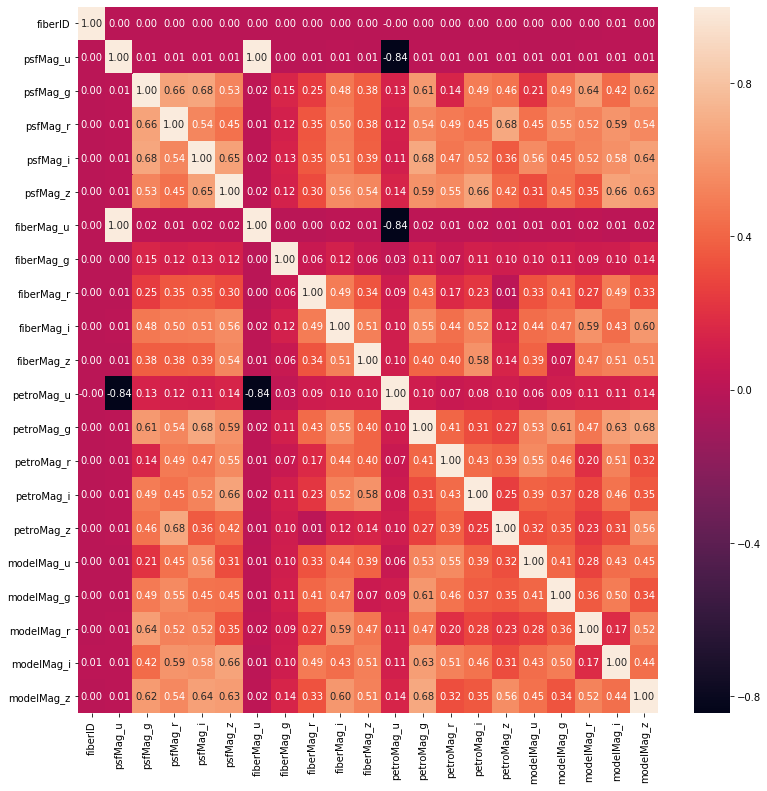 fiberID 1.00 0.00 0.00 0.00 0.00 0.00 0.00 0.00 0.00 0.00 0.00 -0.00 0.00 0.00 0.00 0.00 0.00 0.00 0.00 0.01 0.00
psfMag_u 0.00 1.00 0.01 0.01 0.01 0.01 1.00 0.00 0.01 0.01 0.01 -0.84 0.01 0.01 0.01 0.01 0.01 0.01 0.01 0.01 0.01
psfMag_g 0.00 0.01 1.00 0.66 0.68 0.53 0.02 0.15 0.25 0.48 0.38 0.13 0.61 0.14 0.49 0.46 0.21 0.49 0.64 0.42 0.62
psfMag_r 0.00 0.01 0.66 1.00 0.54 0.45 0.01 0.12 0.35 0.50 0.38 0.12 0.54 0.49 0.45 0.68 0.45 0.55 0.52 0.59 0.54
psfMag_i 0.00 0.01 0.68 0.54 1.00 0.65 0.02 0.13 0.35 0.51 0.39 0.11 0.68 0.47 0.52 0.36 0.56 0.45 0.52 0.58 0.64
psfMag_z 0.00 0.01 0.53 0.45 0.65 1.00 0.02 0.12 0.30 0.56 0.54 0.14 0.59 0.55 0.66 0.42 0.31 0.45 0.35 0.66 0.63
fiberMag_u 0.00 1.00 0.02 0.01 0.02 0.02 1.00 0.00 0.00 0.02 0.01 -0.84 0.02 0.01 0.02 0.01 0.01 0.01 0.02 0.01 0.02
fiberMag_g 0.00 0.00 0.15 0.12 0.13 0.12 0.00 1.00 0.06 0.12 0.06 0.03 0.11 0.07 0.11 0.10 0.10 0.11 0.09 0.10 0.14
fiberMag_r 0.00 0.01 0.25 0.35 0.35 0.30 0.00 0.06 1.00 0.49 0.34 0.09 0.43 0.17 0.23 0.01 0.33 0.41 0.27 0.49 0.33
fiberMag_i 0.00 0.01 0.48 0.50 0.51 0.56 0.02 0.12 0.49 1.00 0.51 0.10 0.55 0.44 0.52 0.12 0.44 0.47 0.59 0.43 0.60
fiberMag_z 0.00 0.01 0.38 0.38 0.39 0.54 0.01 0.06 0.34 0.51 1.00 0.10 0.40 0.40 0.58 0.14 0.39 0.07 0.47 0.51 0.51
petroMag_u -0.00 -0.84 0.13 0.12 0.11 0.14 -0.84 0.03 0.09 0.10 0.10 1.00 0.10 0.07 0.08 0.10 0.06 0.09 0.11 0.11 0.14
petroMag_g 0.00 0.01 0.61 0.54 0.68 0.59 0.02 0.11 0.43 0.55 0.40 0.10 1.00 0.41 0.31 0.27 0.53 0.61 0.47 0.63 0.68
petroMag_r 0.00 0.01 0.14 0.49 0.47 0.55 0.01 0.07 0.17 0.44 0.40 0.07 0.41 1.00 0.43 0.39 0.55 0.46 0.20 0.51 0.32
petroMag_i 0.00 0.01 0.49 0.45 0.52 0.66 0.02 0.11 0.23 0.52 0.58 0.08 0.31 0.43 1.00 0.25 0.39 0.37 0.28 0.46 0.35
petroMag_z 0.00 0.01 0.46 0.68 0.36 0.42 0.01 0.10 0.01 0.12 0.14 0.10 0.27 0.39 0.25 1.00 0.32 0.35 0.23 0.31 0.56
modelMag_u 0.00 0.01 0.21 0.45 0.56 0.31 0.01 0.10 0.33 0.44 0.39 0.06 0.53 0.55 0.39 0.32 1.00 0.41 0.28 0.43 0.45
modelMag_g 0.00 0.01 0.49 0.55 0.45 0.45 0.01 0.11 0.41 0.47 0.07 0.09 0.61 0.46 0.37 0.35 0.41 1.00 0.36 0.50 0.34
modelMag_r 0.00 0.01 0.64 0.52 0.52 0.35 0.02 0.09 0.27 0.59 0.47 0.11 0.47 0.20 0.28 0.23 0.28 0.36 1.00 0.17 0.52
modelMag_i 0.01 0.01 0.42 0.59 0.58 0.66 0.01 0.10 0.49 0.43 0.51 0.11 0.63 0.51 0.46 0.31 0.43 0.50 0.17 1.00 0.44
modelMag_z 0.00 0.01 0.62 0.54 0.64 0.63 0.02 0.14 0.33 0.60 0.51 0.14 0.68 0.32 0.35 0.56 0.45 0.34 0.52 0.44 1.00
fiberID psfMag_u psfMag_g psfMag_r psfMag_i psfMag_z fiberMag_u fiberMag_g fiberMag_r fiberMag_i fiberMag_z petroMag_u petroMag_g petroMag_r petroMag_i petroMag_z modelMag_u modelMag_g modelMag_r modelMag_i modelMag_z
0.8
0.4
0.0
−0.4
−0.8